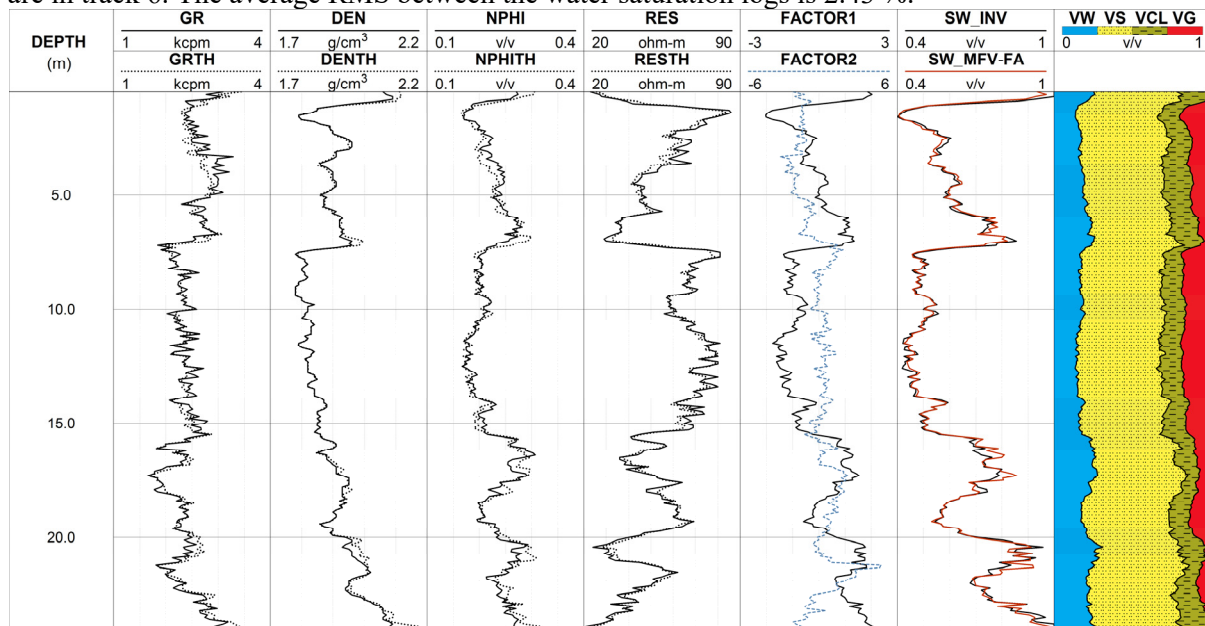 are in track 6. The average RMS between the water saturation logs is 2.45 %.
GR DEN NPHI RES FACTOR1 SW_INV VW VS VCL VG
DEPTH 1 kcpm 4 1.7 g/cm³ 2.2 0.1 v/v 0.4 20 ohm-m 90 -3 3 0.4 v/v 1 0 v/v 1
(m) GRTH DENTH NPHITH RESTH FACTOR2 SW_MFV-FA
1 kcpm 4 1.7 g/cm³ 2.2 0.1 v/v 0.4 20 ohm-m 90 -6 6 0.4 v/v 1
5.0
10.0
15.0
20.0